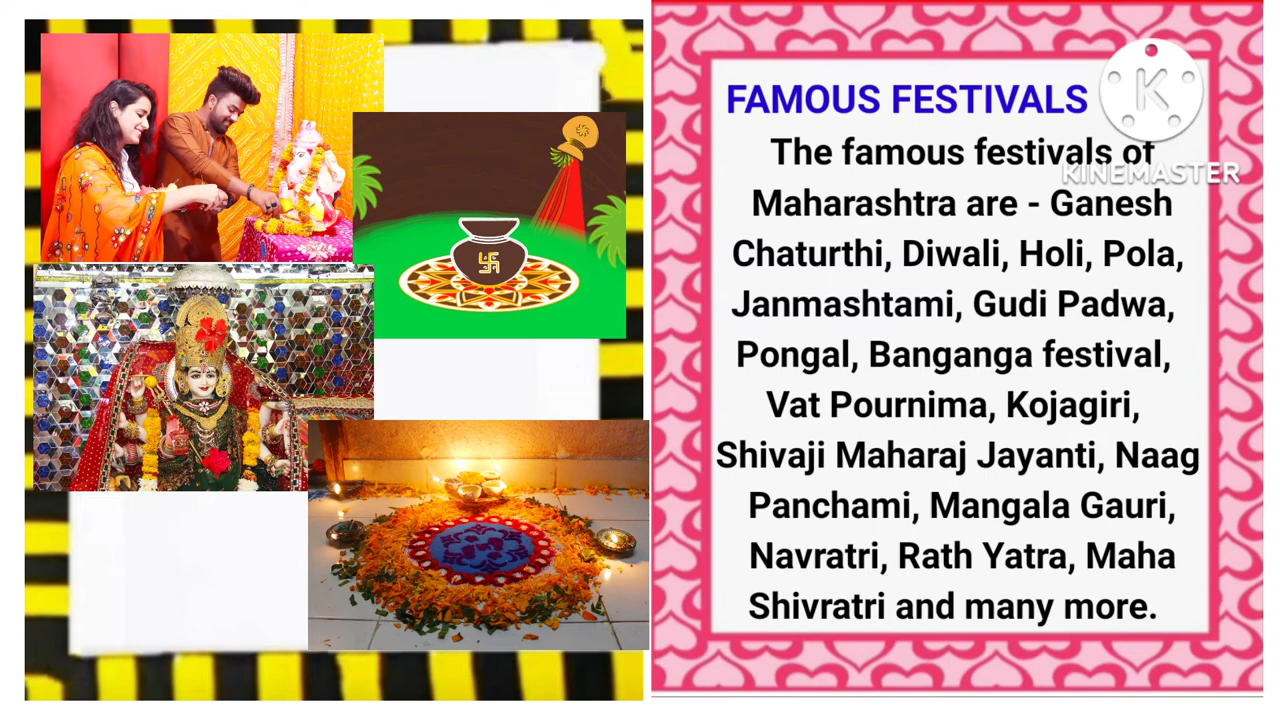 FAMOUS FESTIVALS
The famous festivals of
Maharashtra are - Ganesh
Chaturthi, Diwali, Holi, Pola,
Janmashtami, Gudi Padwa,
Pongal, Banganga festival,
Vat Pournima, Kojagiri,
Shivaji Maharaj Jayanti, Naag
Panchami, Mangala Gauri,
Navratri, Rath Yatra, Maha
Shivratri and many more.
K
KINEMASTER